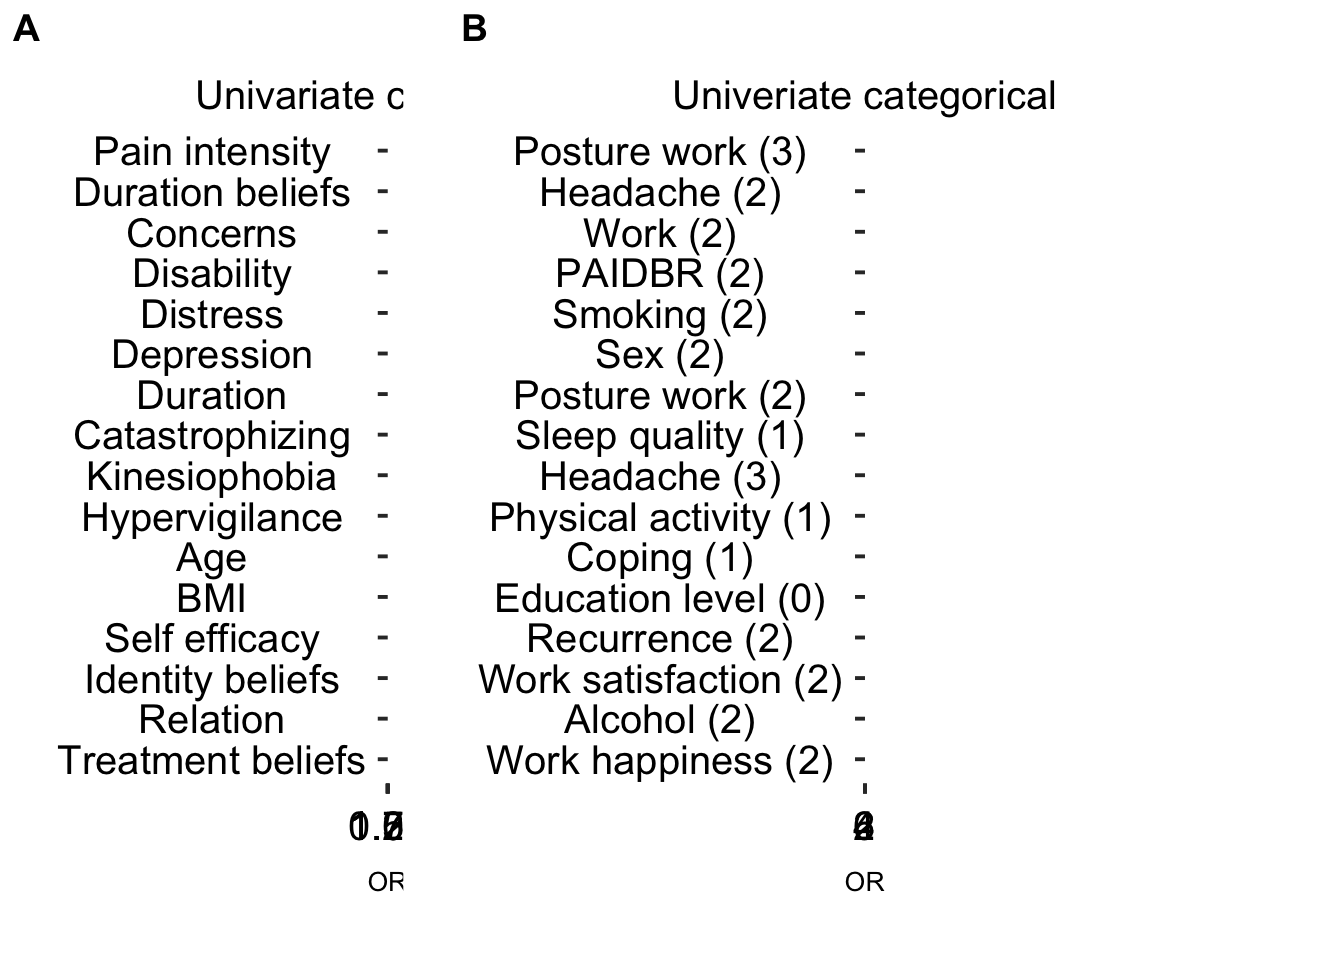 A
Univariate c
Pain intensity
Duration beliefs
Concerns
Disability
Distress
Depression
Duration
Catastrophizing
Kinesiophobia
Hypervigilance
Age
BMI
Self efficacy
Identity beliefs
Relation
Treatment beliefs
OR
B
Univeriate categorical
Posture work (3)
Headache (2)
Work (2)
PAIDBR (2)
Smoking (2)
Sex (2)
Posture work (2)
Sleep quality (1)
Headache (3)
Physical activity (1)
Coping (1)
Education level (0)
Recurrence (2)
Work satisfaction (2)
Alcohol (2)
Work happiness (2)
OR